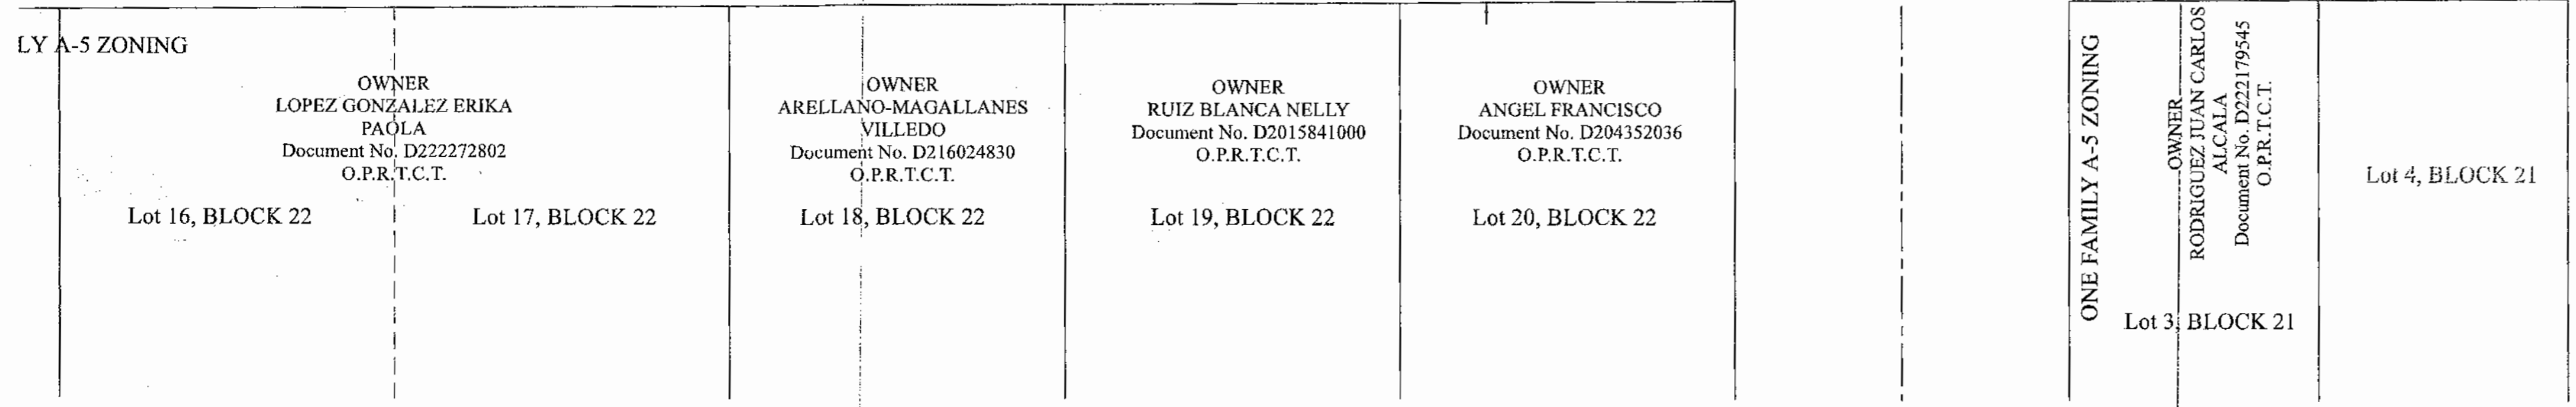 LY A-5 ZONING
OWNER
LOPEZ GONZALEZ ERIKA
PAOLA
Document No. D222272802
O.P.R.T.C.T.
Lot 16, BLOCK 22
Lot 17, BLOCK 22
OWNER
ARELLANO-MAGALLANES
VILLEDO
Document No. D216024830
O.P.R.T.C.T.
Lot 18, BLOCK 22
OWNER
RUIZ BLANCA NELLY
Document No. D2015841000
O.P.R.T.C.T.
Lot 19, BLOCK 22
OWNER
ANGEL FRANCISCO
Document No. D204352036
O.P.R.T.C.T.
Lot 20, BLOCK 22
ONE FAMILY A-5 ZONING
OWNER
RODRIGUEZ JUAN CARLOS
ALCALA
Document No. D222179545
O.P.R.T.C.T.
Lot 3, BLOCK 21
Lot 4, BLOCK 21